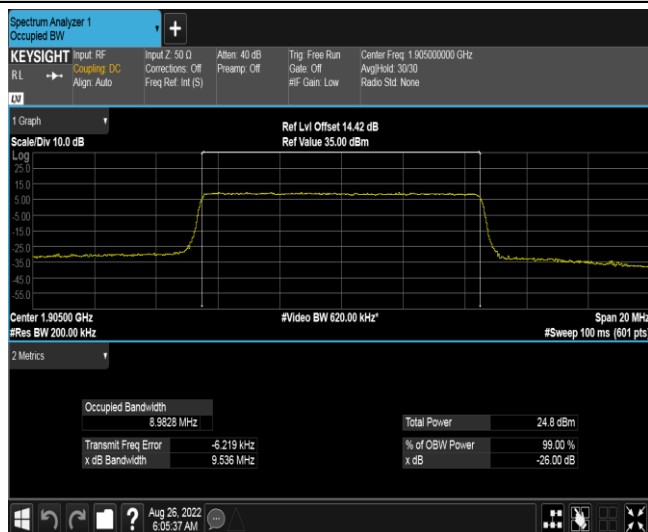 Spectrum Analyzer 1
Occupied BW
+
KEYSIGHT Input: RF Input Z: 50 Ω Atten: 40 dB Trig: Free Run Center Freq: 1.905000000 GHz
RL Coupling: DC Corrections: Off Preamp: Off Gate: Off Avg|Hold: 30/30
Align: Auto Freq Ref: Int (S) #IF Gain: Low Radio Std: None
LXI
1 Graph Ref Lvl Offset 14.42 dB
Scale/Div 10.0 dB Ref Value 35.00 dBm
Log
25.0
15.0
5.00
-5.00
-15.0
-25.0
-35.0
-45.0
-55.0
Center 1.90500 GHz #Video BW 620.00 kHz* Span 20 MHz
#Res BW 200.00 kHz #Sweep 100 ms (601 pts)
2 Metrics
Occupied Bandwidth
8.9828 MHz Total Power 24.8 dBm
Transmit Freq Error -6.219 kHz % of OBW Power 99.00 %
x dB Bandwidth 9.536 MHz x dB -26.00 dB
? Aug 26, 2022
6:05:37 AM